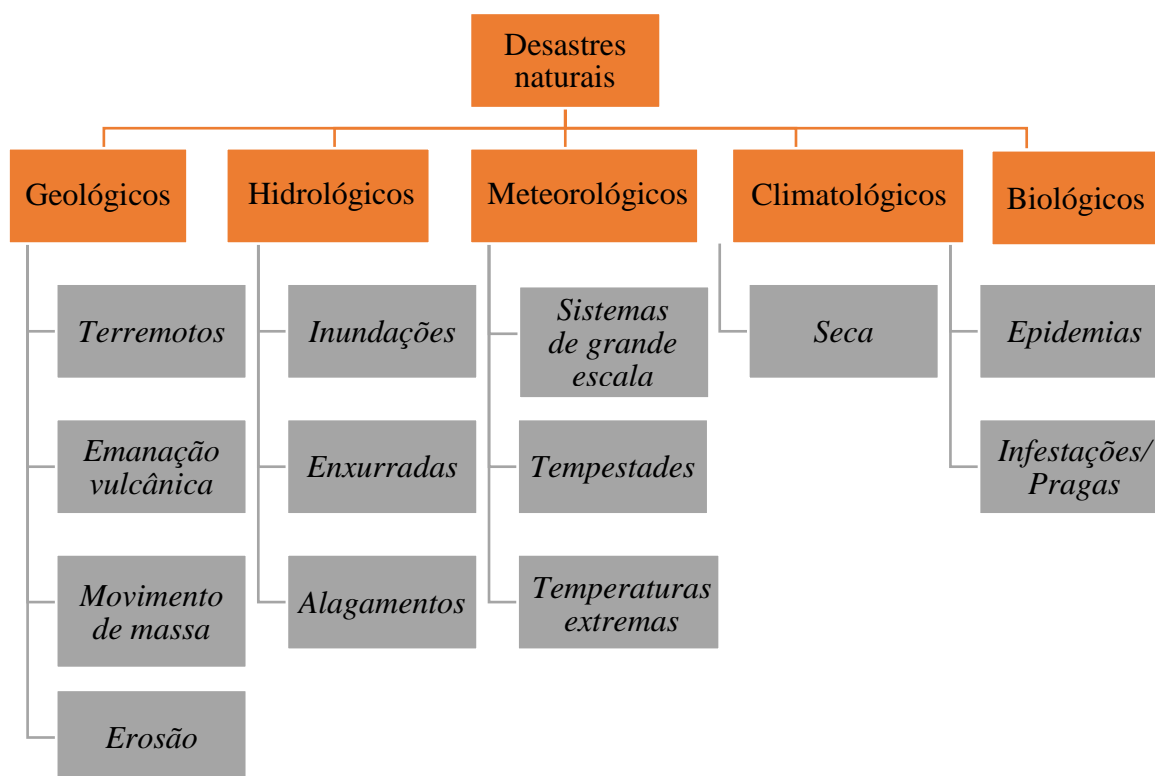 Desastres
naturais
Geológicos
Hidrológicos
Meteorológicos
Climatológicos
Biológicos
Terremotos
Emanação
vulcânica
Movimento
de massa
Erosão
Inundações
Enxurradas
Alagamentos
Sistemas
de grande
escala
Tempestades
Temperaturas
extremas
Seca
Epidemias
Infestações/
Pragas